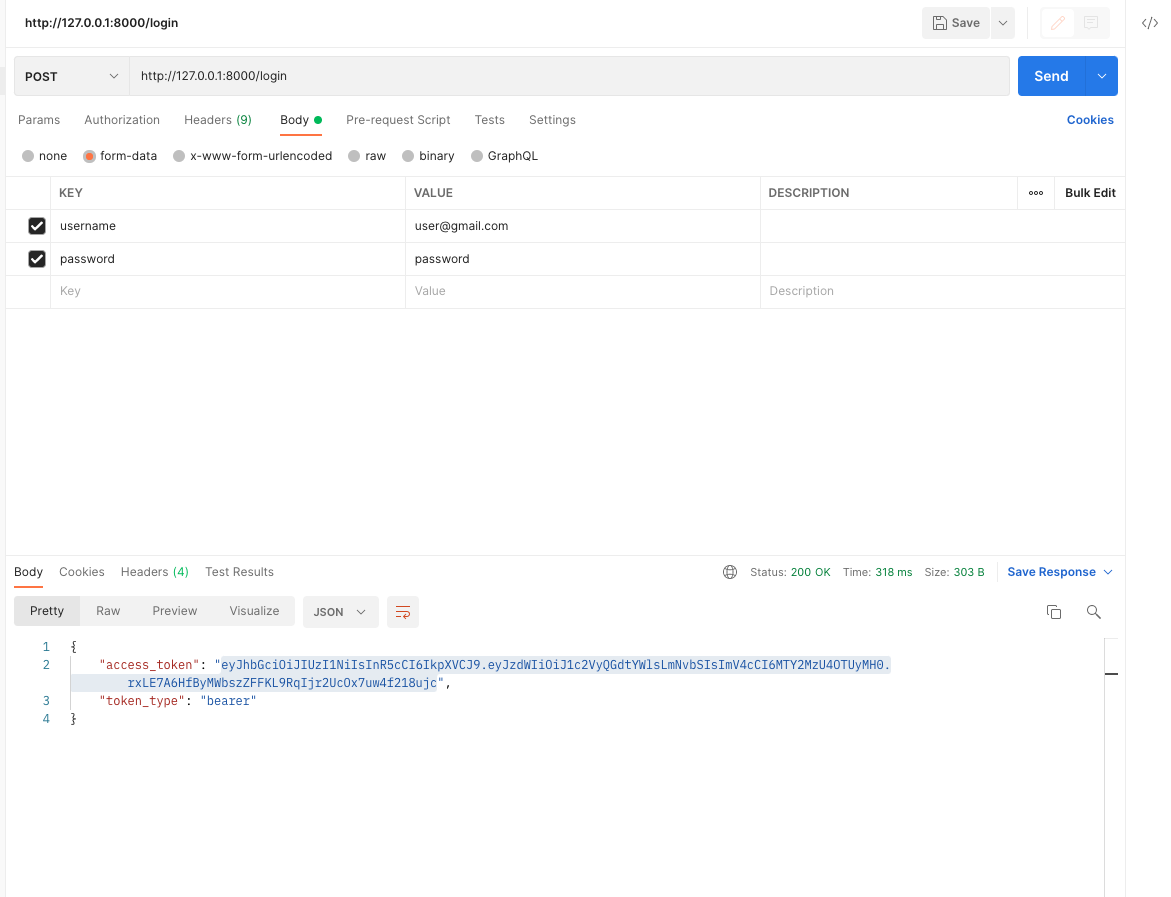 http://127.0.0.1:8000/login
Save
</>
POST
http://127.0.0.1:8000/login
Send
Params Authorization Headers (9) Body Pre-request Script Tests Settings Cookies
none form-data x-www-form-urlencoded raw binary GraphQL
KEY VALUE DESCRIPTION ooo Bulk Edit
username user@gmail.com
password password
Key Value Description
Body Cookies Headers (4) Test Results Status: 200 OK Time: 318 ms Size: 303 B Save Response
Pretty Raw Preview Visualize JSON
1 {
2 "access_token": "eyJhbGciOiJIUzI1NiIsInR5cCI6IkpXVCJ9.eyJzdWIiOiJ1c2VyQGdtYWlsLmNvbSIsImV4cCI6MTY2MzU4OTUyMH0.
rxLE7A6HfByMWbszZFFKL9RqIjr2UcOx7uw4f218ujc",
3 "token_type": "bearer"
4 }